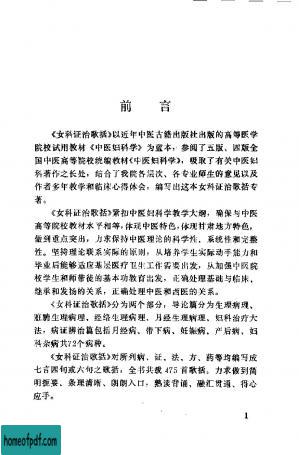 前 言
《女科证治歌括》以近年中医古籍出版社出版的高等医学
院校试用教材《中医妇科学》为蓝本，参阅了五版、四版全
国中医高等院校统编教材《中医妇科学》，吸取了有关中医妇
科著作之长处，结合了我院各层次、各专业师生的意见以及
作者多年教学和临床心得体会，编写出这本女科证治歌括专
著。
《女科证治歌括》紧扣中医妇科学教学大纲，确保与中医
高等院校教材水平相等，体现中医特色，体现甘肃地方特色，
做到重点突出，力求保持中医理论的科学性、系统性和完整
性。坚持理论联系实际的原则，从培养学生实际动手能力和
毕业后能够适应基层医疗卫生工作需要出发，从加强中医院
校学生和师带徒的基本功教育出发，正确处理基础与临床、
继承和发扬的关系，正确处理中医和西医的关系。
《女科证治歌括》分为两个部分，导论篇分为生理病理、
脏腑生理病理、经络生理病理、月经生理病理、妇科治疗大
法，病证辨治篇包括月经病、带下病、妊娠病、产后病、妇
科杂病共72个病种。
《女科证治歌括》对所列病、证、法、方、药等均编写成
七言四句或六句之歌括，全书共载 475 首歌括。力求做到简
明扼要、条理清晰、朗朗入口，熟读背诵、融汇贯通、得心
应手。
1
homeofpdf.com